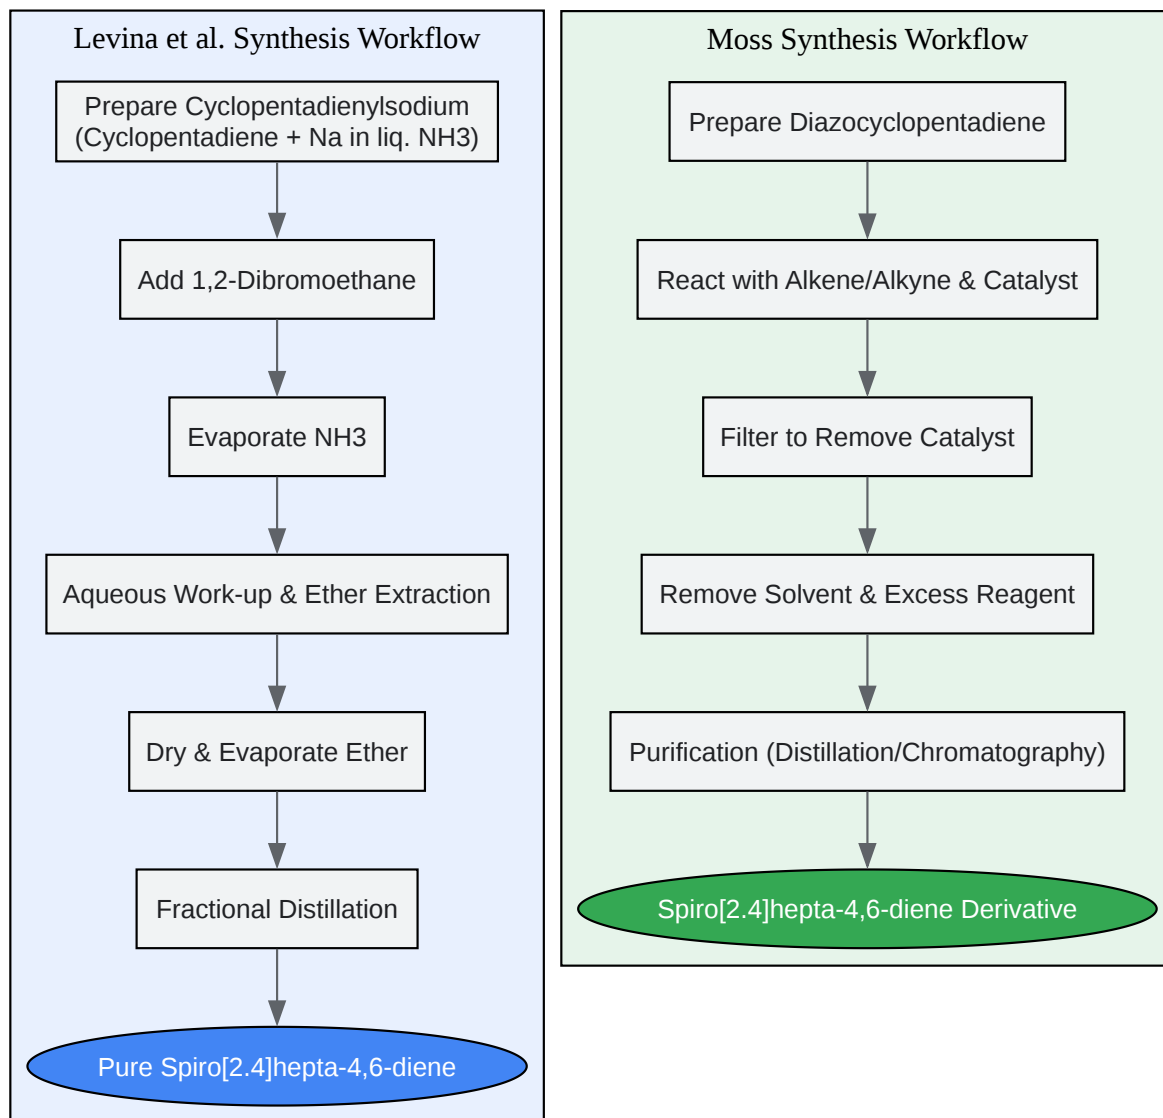 Levina et al. Synthesis Workflow
Prepare Cyclopentadienylsodium
(Cyclopentadiene + Na in liq. NH3)
Add 1,2-Dibromoethane
Evaporate NH3
Aqueous Work-up & Ether Extraction
Dry & Evaporate Ether
Fractional Distillation
Pure Spiro[2.4]hepta-4,6-diene
Moss Synthesis Workflow
Prepare Diazocyclopentadiene
React with Alkene/Alkyne & Catalyst
Filter to Remove Catalyst
Remove Solvent & Excess Reagent
Purification (Distillation/Chromatography)
Spiro[2.4]hepta-4,6-diene Derivative